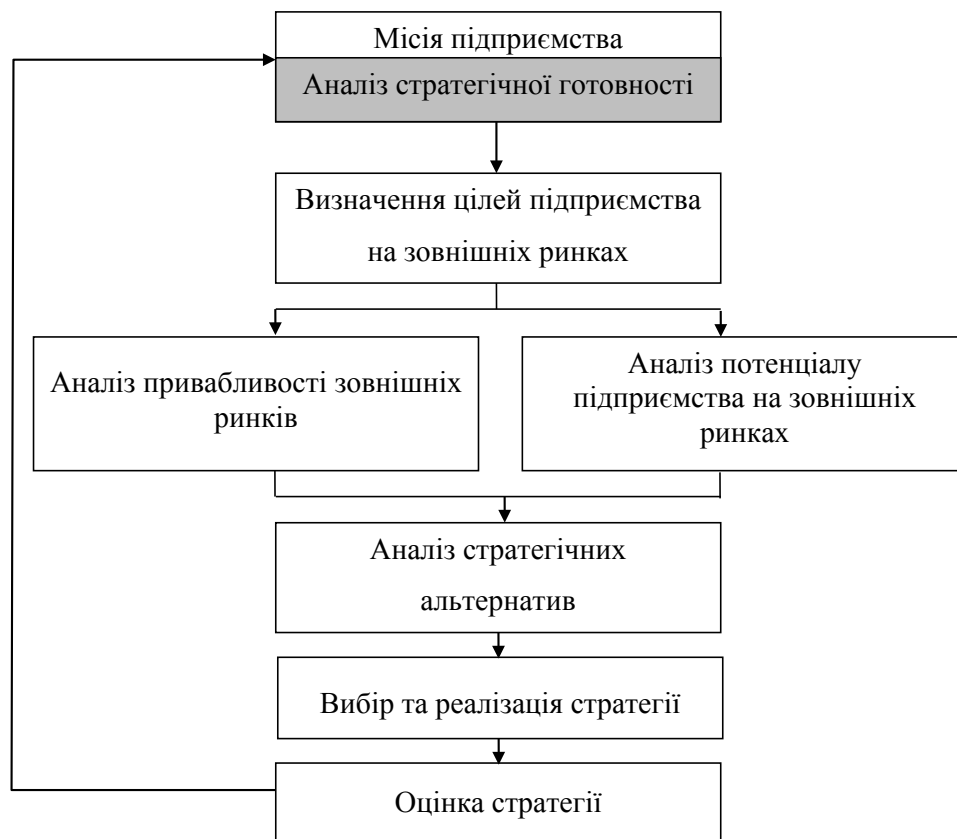 Місія підприємства
Аналіз стратегічної готовності
Визначення цілей підприємства
на зовнішніх ринках
Аналіз привабливості зовнішніх
ринків
Аналіз потенціалу
підприємства на зовнішніх
ринках
Аналіз стратегічних
альтернатив
Вибір та реалізація стратегії
Оцінка стратегії